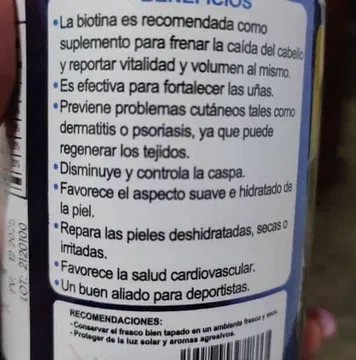 BENEFICIOS
•La biotina es recomendada como
suplemento para frenar la caída del cabello
y reportar vitalidad y volumen al mismo.
•Es efectiva para fortalecer las uñas.
•Previene problemas cutáneos tales como
dermatitis o psoriasis, ya que puede
regenerar los tejidos.
•Disminuye y controla la caspa.
•Favorece el aspecto suave e hidratado de
la piel.
•Repara las pieles deshidratadas, secas o
irritadas.
•Favorece la salud cardiovascular.
•Un buen aliado para deportistas.
RECOMENDACIONES:
- Conservar el frasco bien tapado en un ambiente fresco y seco.
- Proteger de la luz solar y aromas agresivos.
LOT: 2120100